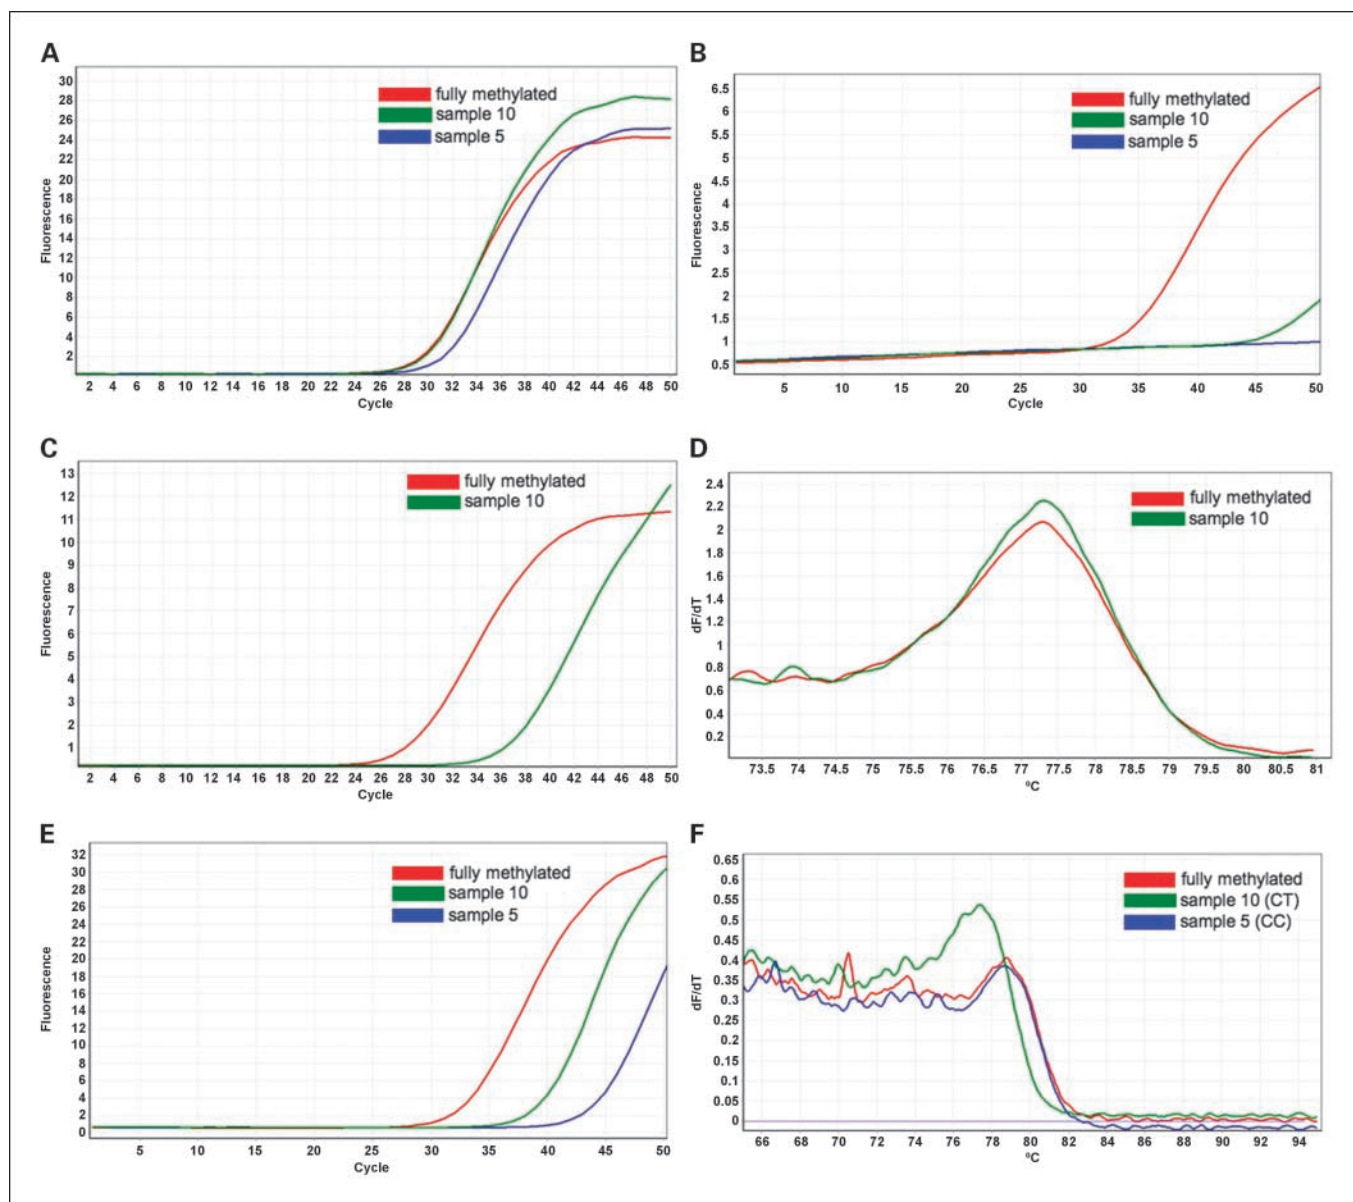 A
fully methylated
sample 10
sample 5
30
28
26
24
22
20
18
16
14
12
10
8
6
4
2
Fluorescence
2 4 6 8 10 12 14 16 18 20 22 24 26 28 30 32 34 36 38 40 42 44 46 48 50
Cycle
B
fully methylated
sample 10
sample 5
6.5
6
5.5
5
4.5
4
3.5
3
2.5
2
1.5
1
0.5
Fluorescence
5 10 15 20 25 30 35 40 45 50
Cycle
C
fully methylated
sample 10
13
12
11
10
9
8
7
6
5
4
3
2
1
Fluorescence
2 4 6 8 10 12 14 16 18 20 22 24 26 28 30 32 34 36 38 40 42 44 46 48 50
Cycle
D
fully methylated
sample 10
2.4
2.2
2
1.8
1.6
1.4
1.2
1
0.8
0.6
0.4
0.2
dF/dT
73.5 74 74.5 75 75.5 76 76.5 77 77.5 78 78.5 79 79.5 80 80.5 81
ºC
E
fully methylated
sample 10
sample 5
32
30
28
26
24
22
20
18
16
14
12
10
8
6
4
2
0
Fluorescence
5 10 15 20 25 30 35 40 45 50
Cycle
F
fully methylated
sample 10 (CT)
sample 5 (CC)
0.65
0.6
0.55
0.5
0.45
0.4
0.35
0.3
0.25
0.2
0.15
0.1
0.05
0
dF/dT
66 68 70 72 74 76 78 80 82 84 86 88 90 92 94
ºC